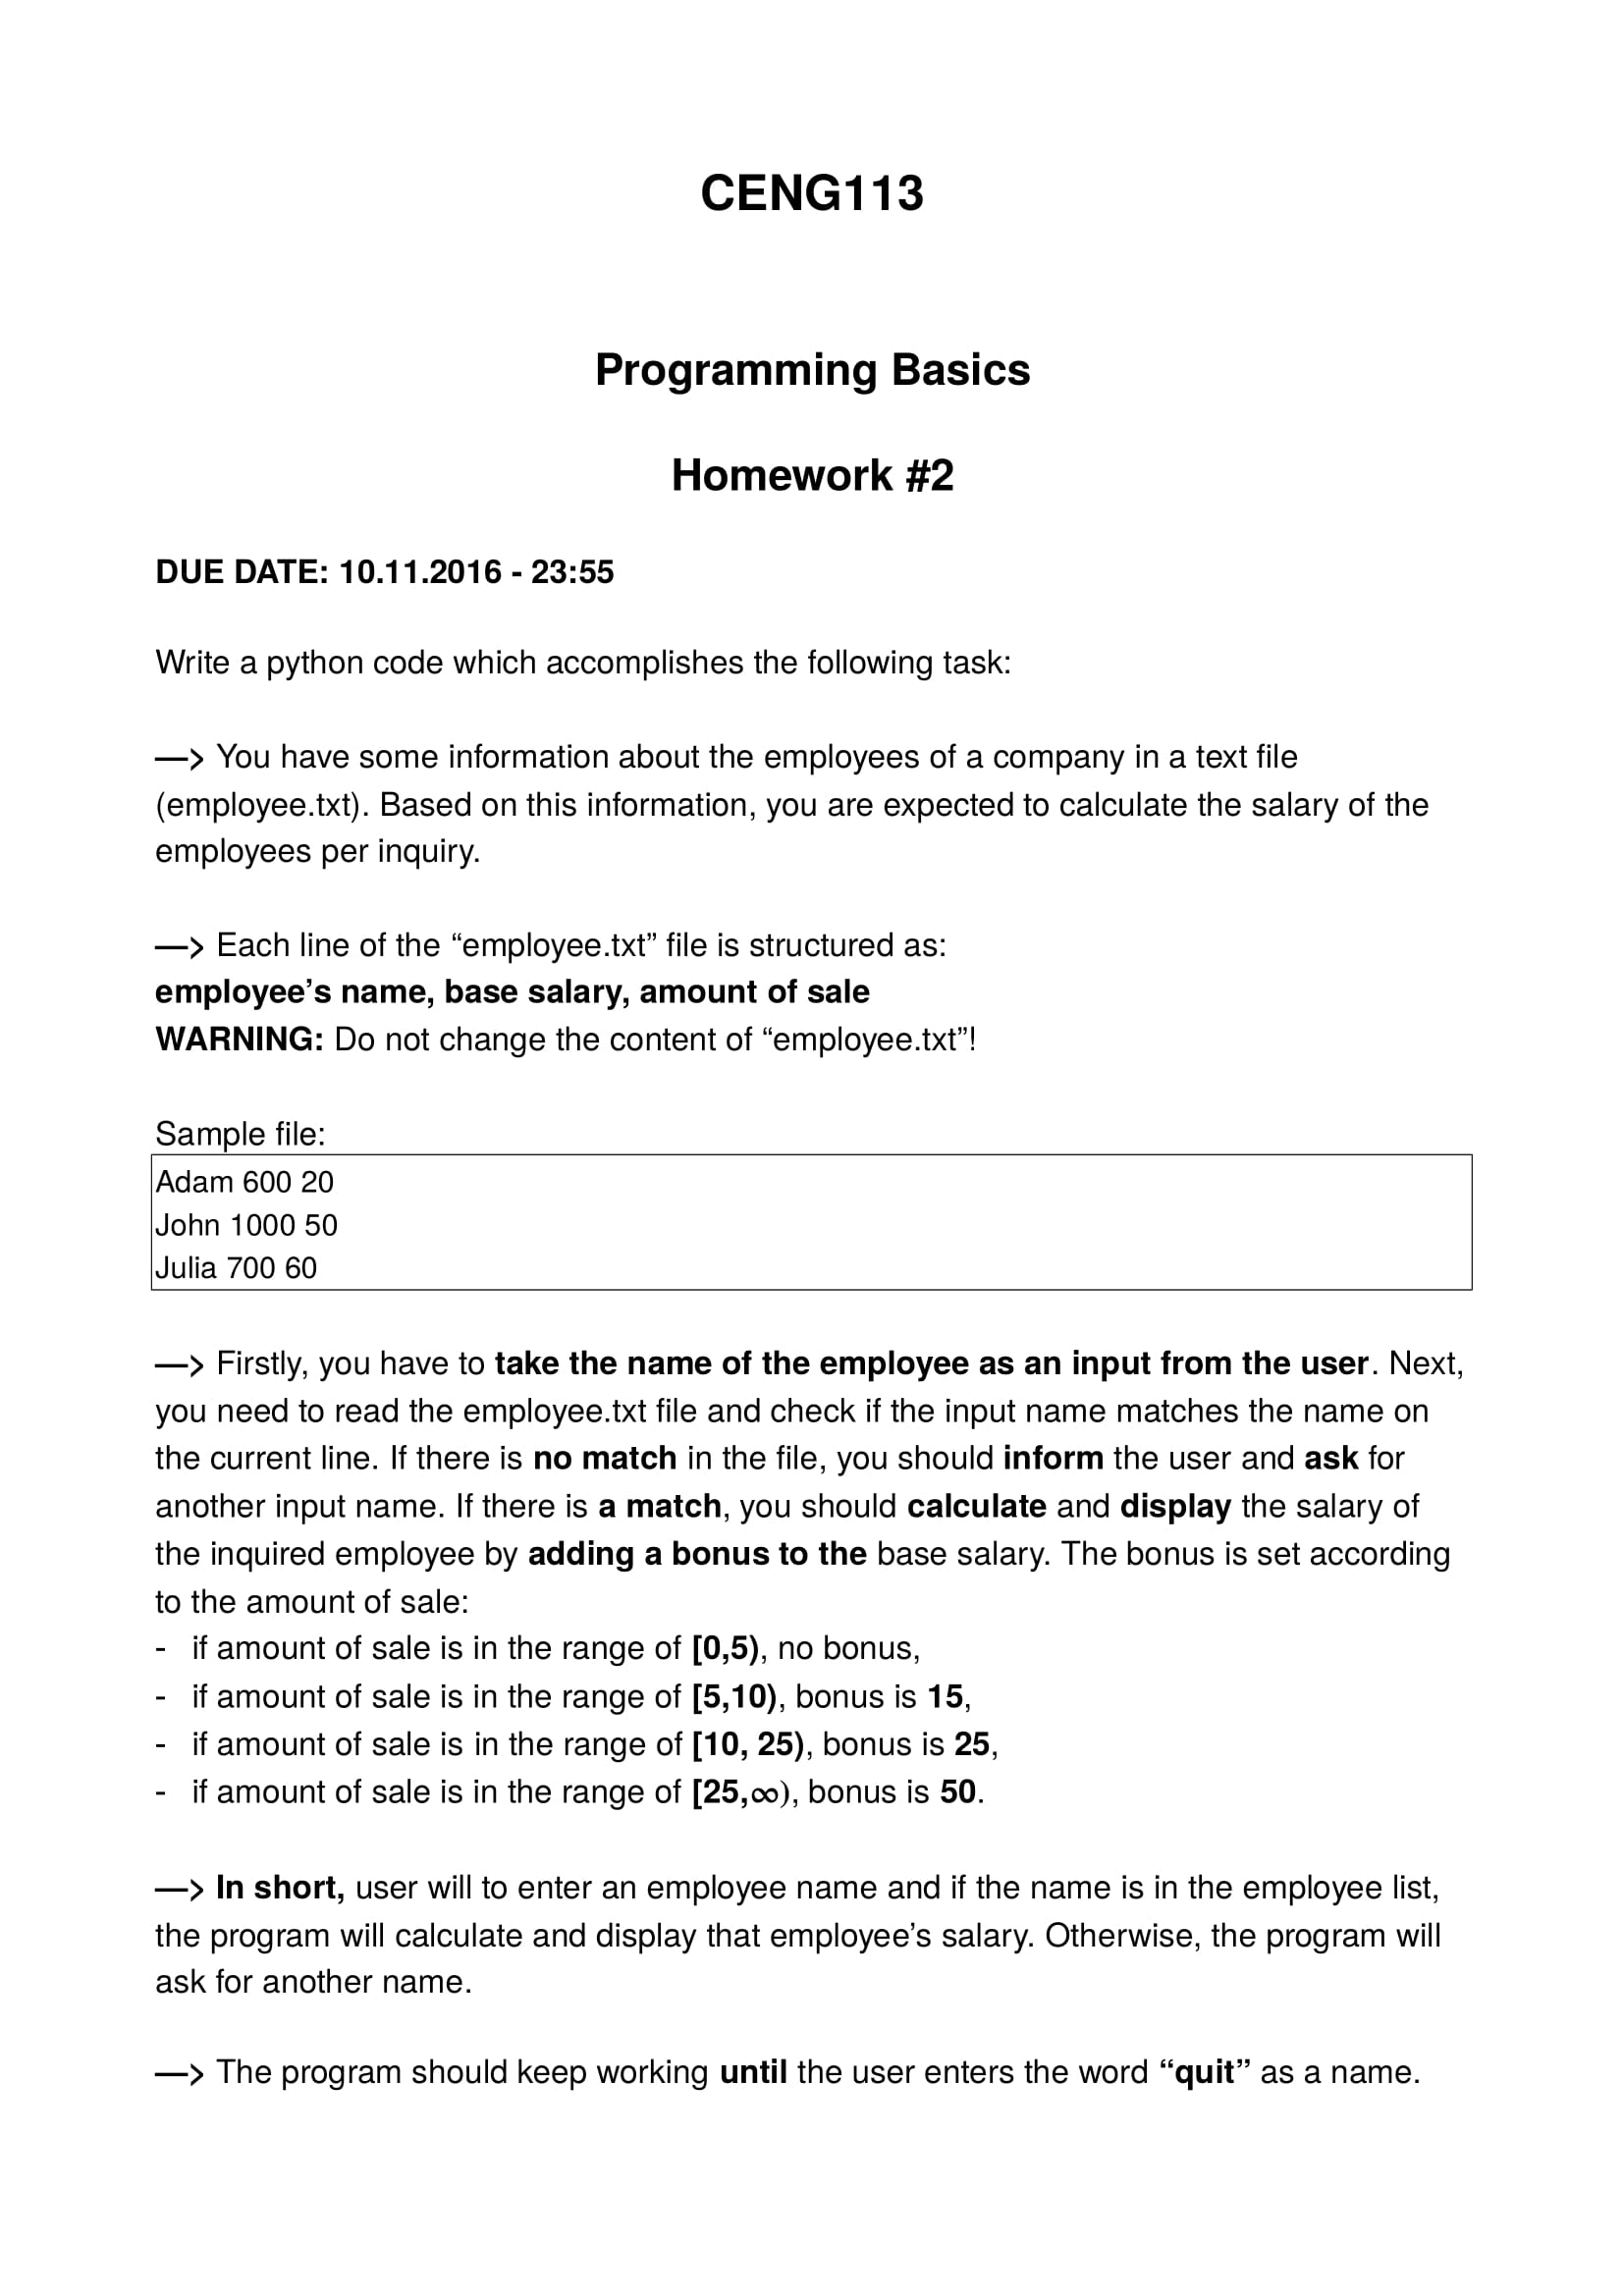 CENG113
Programming Basics
Homework #2
DUE DATE: 10.11.2016 - 23:55
Write a python code which accomplishes the following task:
—> You have some information about the employees of a company in a text file
(employee.txt). Based on this information, you are expected to calculate the salary of the
employees per inquiry.
—> Each line of the “employee.txt” file is structured as:
employee’s name, base salary, amount of sale
WARNING: Do not change the content of “employee.txt”!
Sample file:
Adam 600 20
John 1000 50
Julia 700 60
—> Firstly, you have to take the name of the employee as an input from the user. Next,
you need to read the employee.txt file and check if the input name matches the name on
the current line. If there is no match in the file, you should inform the user and ask for
another input name. If there is a match, you should calculate and display the salary of
the inquired employee by adding a bonus to the base salary. The bonus is set according
to the amount of sale:
- if amount of sale is in the range of [0,5), no bonus,
- if amount of sale is in the range of [5,10), bonus is 15,
- if amount of sale is in the range of [10, 25), bonus is 25,
- if amount of sale is in the range of [25,∞), bonus is 50.
—> In short, user will to enter an employee name and if the name is in the employee list,
the program will calculate and display that employee’s salary. Otherwise, the program will
ask for another name.
—> The program should keep working until the user enters the word “quit” as a name.